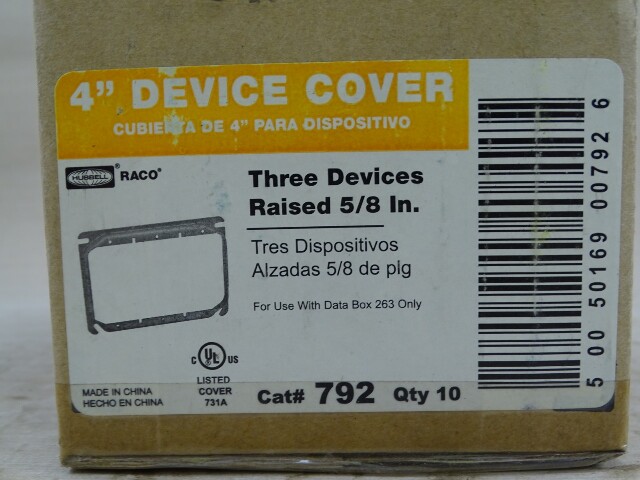 4” DEVICE COVER
CUBIERTA DE 4” PARA DISPOSITIVO
HUBBELL® RACO®
Three Devices
Raised 5/8 In.
Tres Dispositivos
Alzadas 5/8 de plg
For Use With Data Box 263 Only
C UL US
LISTED
COVER
731A
MADE IN CHINA
HECHO EN CHINA
Cat# 792 Qty 10
5 00 50169 00792 6